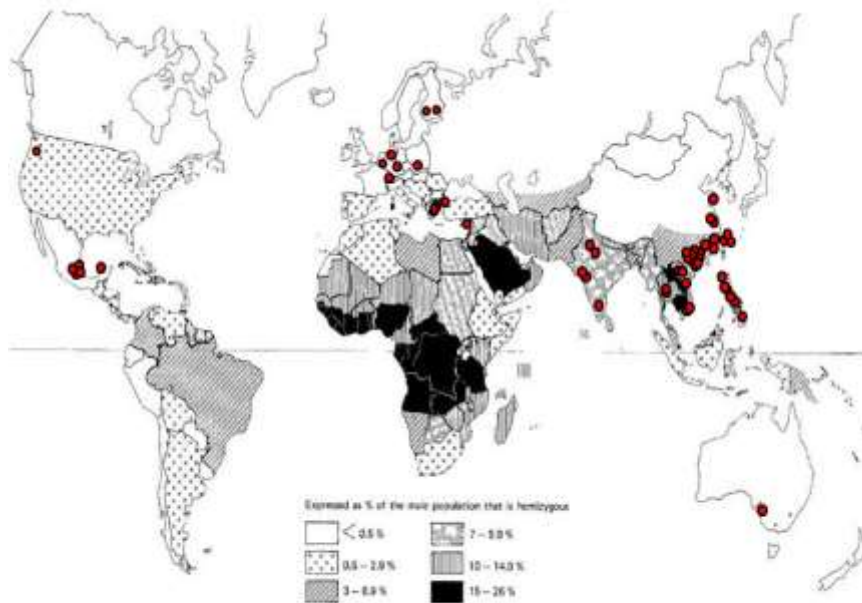 Expressed as % of the male population that is hemizygous
< 0.5 %
0.5 – 2.9 %
3 – 6.9 %
7 – 9.9 %
10 – 14.9 %
15 – 26 %